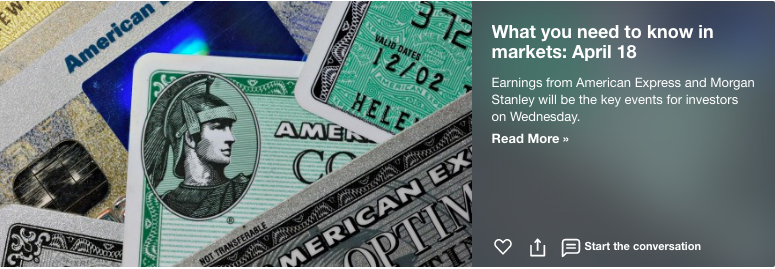 American
372
VALID DATES
12/02
HELE
AMER
CO
®
NOT TRANSFERABLE
AMERICAN EX
OPTIM
What you need to know in
markets: April 18
Earnings from American Express and Morgan
Stanley will be the key events for investors
on Wednesday.
Read More »
Start the conversation